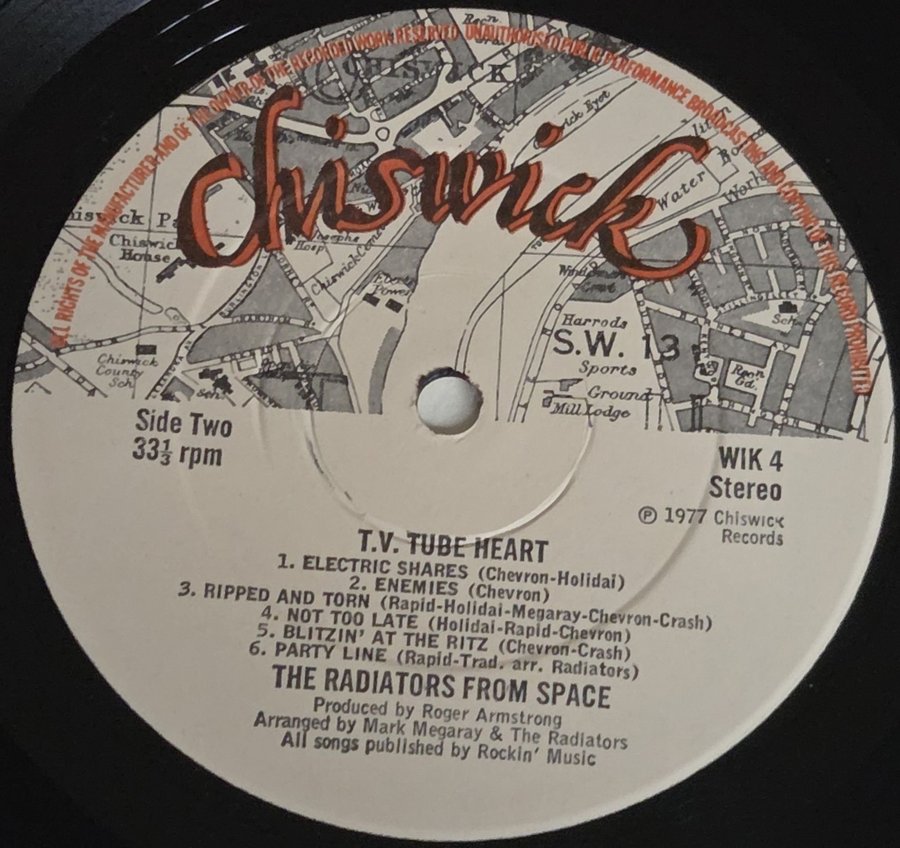 ALL RIGHTS OF THE MANUFACTURER AND OF THE OWNER OF THE RECORDED WORK RESERVED UNAUTHORISED PUBLIC PERFORMANCE BROADCASTING AND COPYING OF THIS RECORD PROHIBITED
CHISWICK
Chiswick
Water
Chiswick
House
Chiswick
County
Sch
Harrods
S.W. 13
Sports
Ground
Mill Lodge
Sch
Recn
Gd.
Side Two
33⅓ rpm
WIK 4
Stereo
℗ 1977 Chiswick
Records
T.V. TUBE HEART
1. ELECTRIC SHARES (Chevron-Holidai)
2. ENEMIES (Chevron)
3. RIPPED AND TORN (Rapid-Holidai-Megaray-Chevron-Crash)
4. NOT TOO LATE (Holidai-Rapid-Chevron)
5. BLITZIN' AT THE RITZ (Chevron-Crash)
6. PARTY LINE (Rapid-Trad. arr. Radiators)
THE RADIATORS FROM SPACE
Produced by Roger Armstrong
Arranged by Mark Megaray & The Radiators
All songs published by Rockin' Music